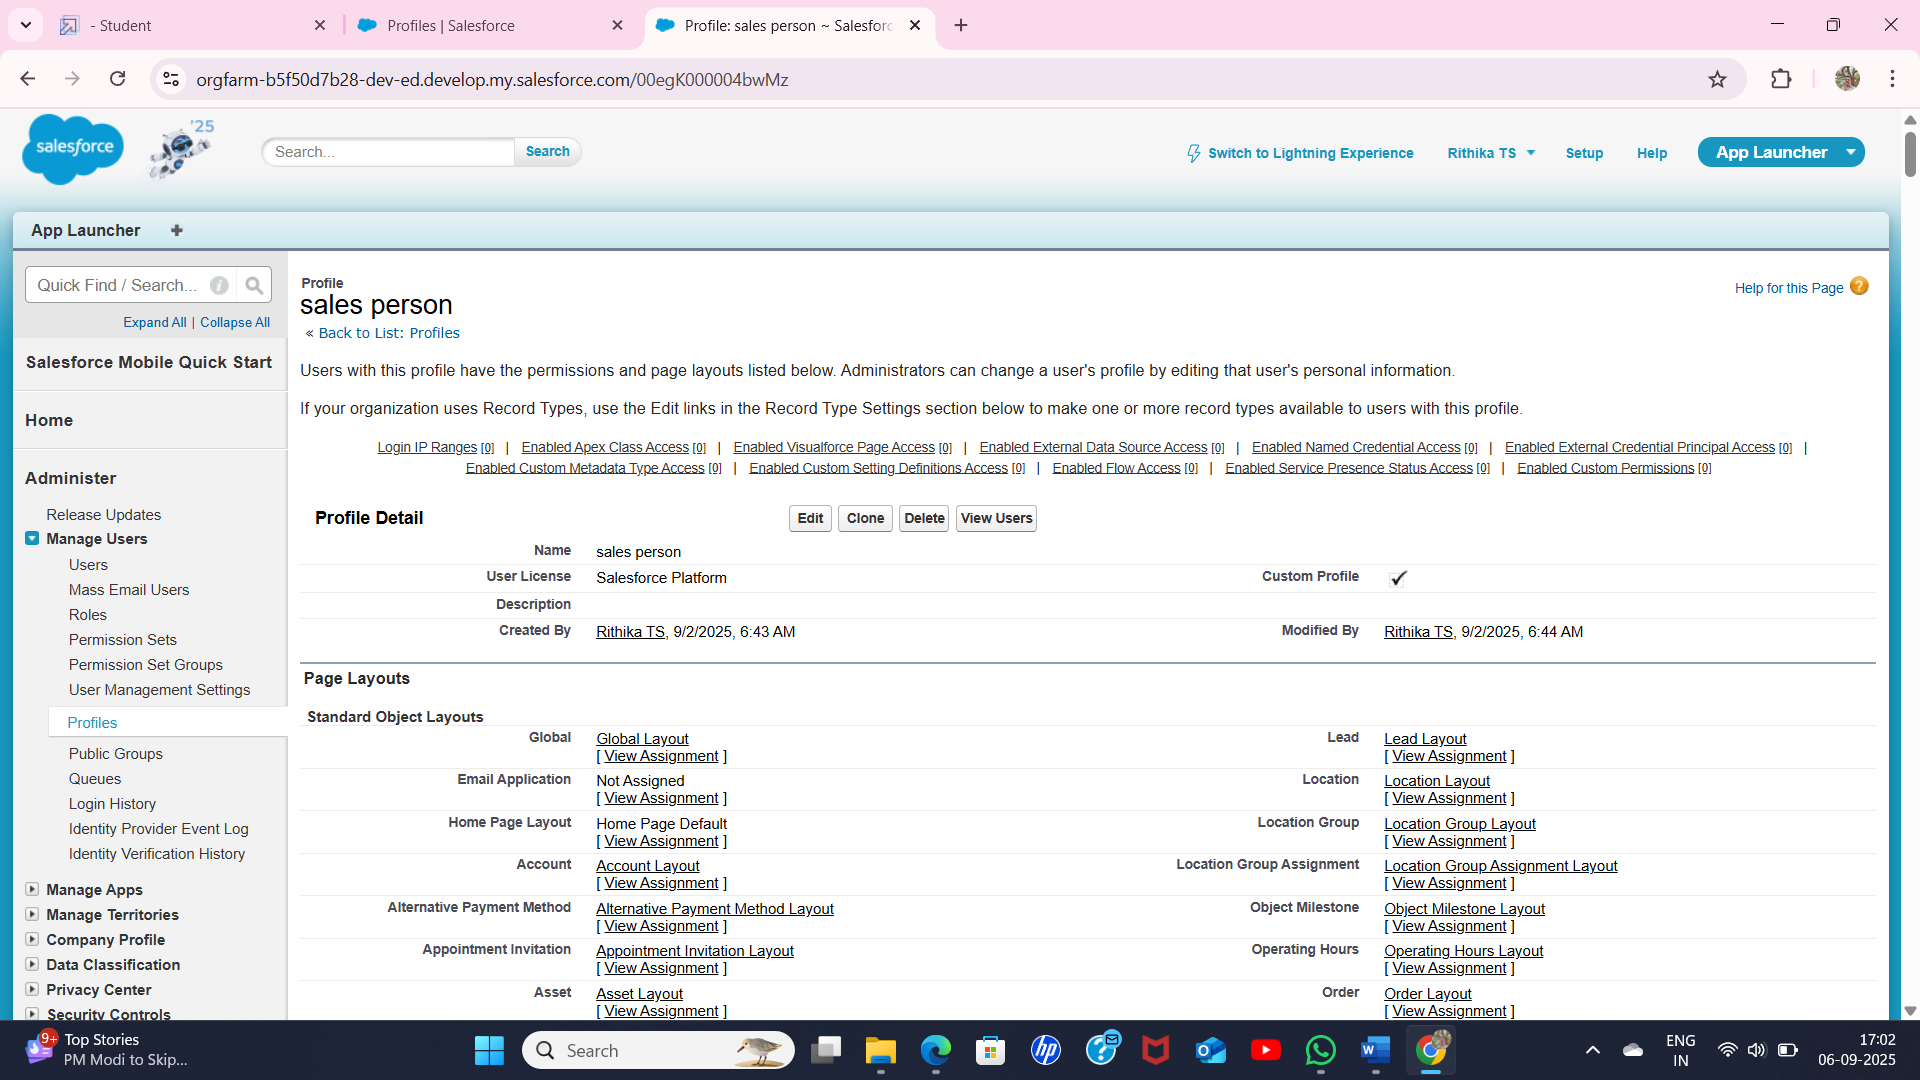 - Student
Profiles | Salesforce
Profile: sales person ~ Salesforc
orgfarm-b5f50d7b28-dev-ed.develop.my.salesforce.com/00egK000004bwMz
salesforce
'25
Search...
Search
Switch to Lightning Experience
Rithika TS
Setup
Help
App Launcher
App Launcher
Quick Find / Search...
Expand All | Collapse All
Salesforce Mobile Quick Start
Home
Administer
Release Updates
Manage Users
Users
Mass Email Users
Roles
Permission Sets
Permission Set Groups
User Management Settings
Profiles
Public Groups
Queues
Login History
Identity Provider Event Log
Identity Verification History
Manage Apps
Manage Territories
Company Profile
Data Classification
Privacy Center
Security Controls
Profile
sales person
« Back to List: Profiles
Help for this Page ?
Users with this profile have the permissions and page layouts listed below. Administrators can change a user's profile by editing that user's personal information.
If your organization uses Record Types, use the Edit links in the Record Type Settings section below to make one or more record types available to users with this profile.
Login IP Ranges [0] | Enabled Apex Class Access [0] | Enabled Visualforce Page Access [0] | Enabled External Data Source Access [0] | Enabled Named Credential Access [0] | Enabled External Credential Principal Access [0] |
Enabled Custom Metadata Type Access [0] | Enabled Custom Setting Definitions Access [0] | Enabled Flow Access [0] | Enabled Service Presence Status Access [0] | Enabled Custom Permissions [0]
Profile Detail
Edit
Clone
Delete
View Users
Name sales person
User License Salesforce Platform Custom Profile
Description
Created By Rithika TS, 9/2/2025, 6:43 AM Modified By Rithika TS, 9/2/2025, 6:44 AM
Page Layouts
Standard Object Layouts
Global Global Layout Lead Lead Layout
[ View Assignment ] [ View Assignment ]
Email Application Not Assigned Location Location Layout
[ View Assignment ] [ View Assignment ]
Home Page Layout Home Page Default Location Group Location Group Layout
[ View Assignment ] [ View Assignment ]
Account Account Layout Location Group Assignment Location Group Assignment Layout
[ View Assignment ] [ View Assignment ]
Alternative Payment Method Alternative Payment Method Layout Object Milestone Object Milestone Layout
[ View Assignment ] [ View Assignment ]
Appointment Invitation Appointment Invitation Layout Operating Hours Operating Hours Layout
[ View Assignment ] [ View Assignment ]
Asset Asset Layout Order Order Layout
[ View Assignment ] [ View Assignment ]
9+
Top Stories
PM Modi to Skip...
Search
hp
ENG
IN
17:02
06-09-2025